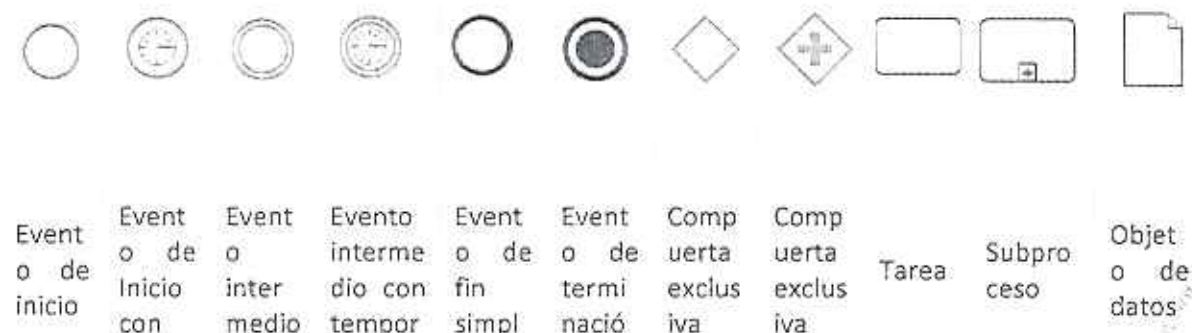 Event
o de
inicio
Event
o de
Inicio
con
Event
o
inter
medio
Evento
interme
dio con
tempor
Event
o de
fin
simpl
Event
o de
termi
nació
Comp
uerta
exclus
iva
Comp
uerta
exclus
iva
Tarea
Subpro
ceso
Objet
o de
datos